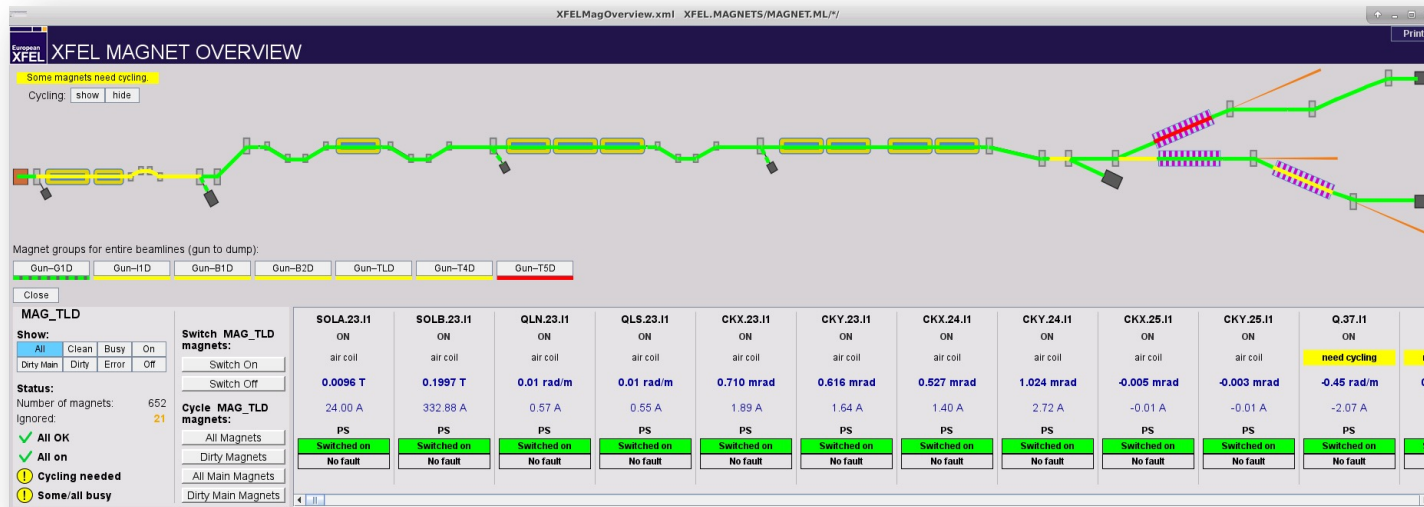 XFELMagOverview.xml XFEL.MAGNETS/MAGNET.ML/*/
Print
European
XFEL
XFEL MAGNET OVERVIEW
Some magnets need cycling.
Cycling: show hide
Magnet groups for entire beamlines (gun to dump):
Gun–G1D Gun–I1D Gun–B1D Gun–B2D Gun–TLD Gun–T4D Gun–T5D
Close
MAG_TLD
Show:
All Clean Busy On
Dirty Main Dirty Error Off
Status:
Number of magnets: 652
Ignored: 21
All OK
All on
Cycling needed
Some/all busy
Switch MAG_TLD
magnets:
Switch On
Switch Off
Cycle MAG_TLD
magnets:
All Magnets
Dirty Magnets
All Main Magnets
Dirty Main Magnets
SOLA.23.I1 SOLB.23.I1 QLN.23.I1 QLS.23.I1 CKX.23.I1 CKY.23.I1 CKX.24.I1 CKY.24.I1 CKX.25.I1 CKY.25.I1 Q.37.I1
ON ON ON ON ON ON ON ON ON ON ON
air coil air coil air coil air coil air coil air coil air coil air coil air coil air coil need cycling
0.0096 T 0.1997 T 0.01 rad/m 0.01 rad/m 0.710 mrad 0.616 mrad 0.527 mrad 1.024 mrad -0.005 mrad -0.003 mrad -0.45 rad/m
24.00 A 332.88 A 0.57 A 0.55 A 1.89 A 1.64 A 1.40 A 2.72 A -0.01 A -0.01 A -2.07 A
PS PS PS PS PS PS PS PS PS PS PS
Switched on Switched on Switched on Switched on Switched on Switched on Switched on Switched on Switched on Switched on Switched on
No fault No fault No fault No fault No fault No fault No fault No fault No fault No fault No fault